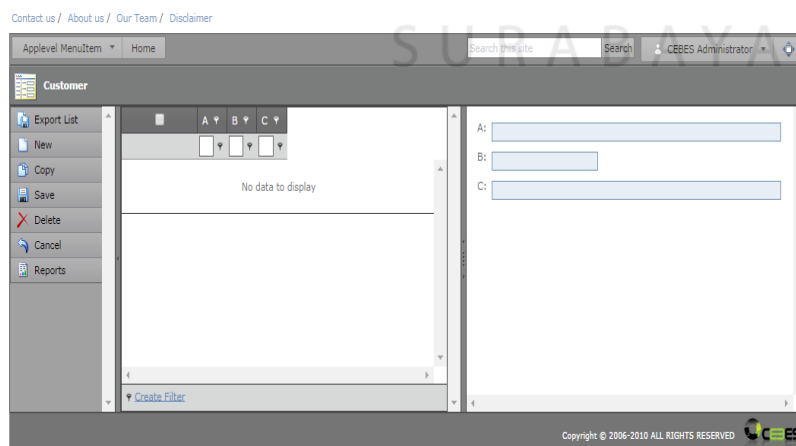 Contact us / About us / Our Team / Disclaimer
SURABAYA
Applevel MenuItem Home Search this site Search CEBES Administrator
Customer
Export List
New
Copy
Save
Delete
Cancel
Reports
A B C
No data to display
Create Filter
A:
B:
C:
Copyright © 2006-2010 ALL RIGHTS RESERVED